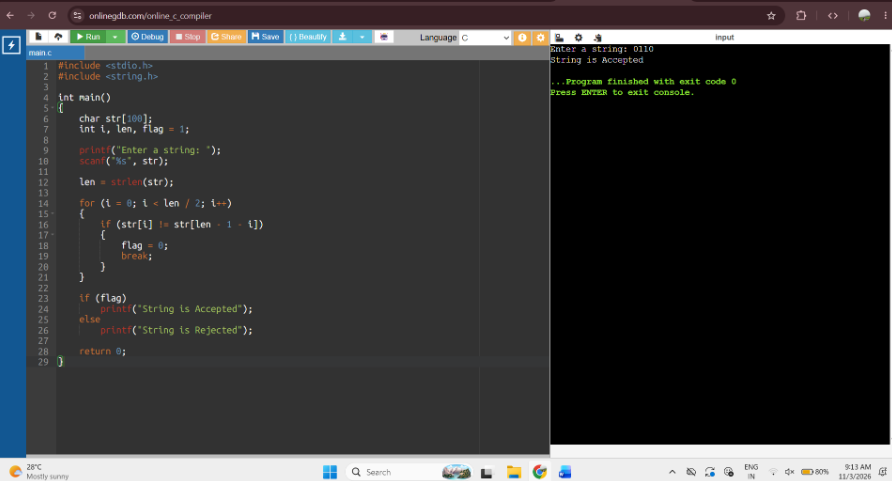 onlinegdb.com/online_c_compiler
Run
Debug
Stop
Share
Save
{ } Beautify
Language C
input
main.c
1 #include <stdio.h>
2 #include <string.h>
3
4 int main()
5 {
6 char str[100];
7 int i, len, flag = 1;
8
9 printf("Enter a string: ");
10 scanf("%s", str);
11
12 len = strlen(str);
13
14 for (i = 0; i < len / 2; i++)
15 {
16 if (str[i] != str[len - 1 - i])
17 {
18 flag = 0;
19 break;
20 }
21 }
22
23 if (flag)
24 printf("String is Accepted");
25 else
26 printf("String is Rejected");
27
28 return 0;
29 }
Enter a string: 0110
String is Accepted
...Program finished with exit code 0
Press ENTER to exit console.
28°C
Mostly sunny
Search
ENG
IN
80%
9:13 AM
11/3/2026